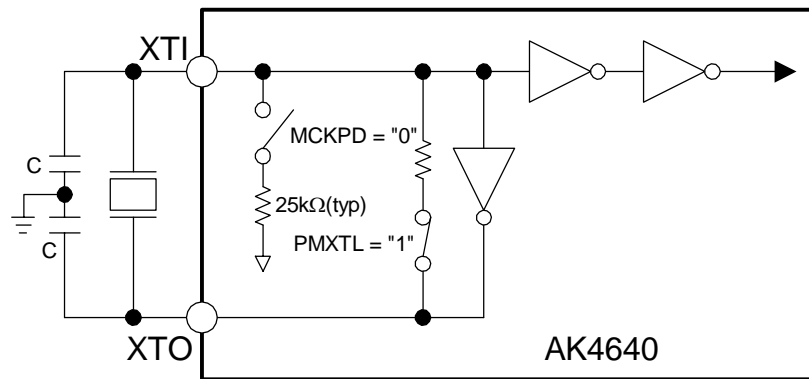 XTI
MCKPD = "0"
C
25kΩ(typ)
PMXTL = "1"
C
XTO
AK4640